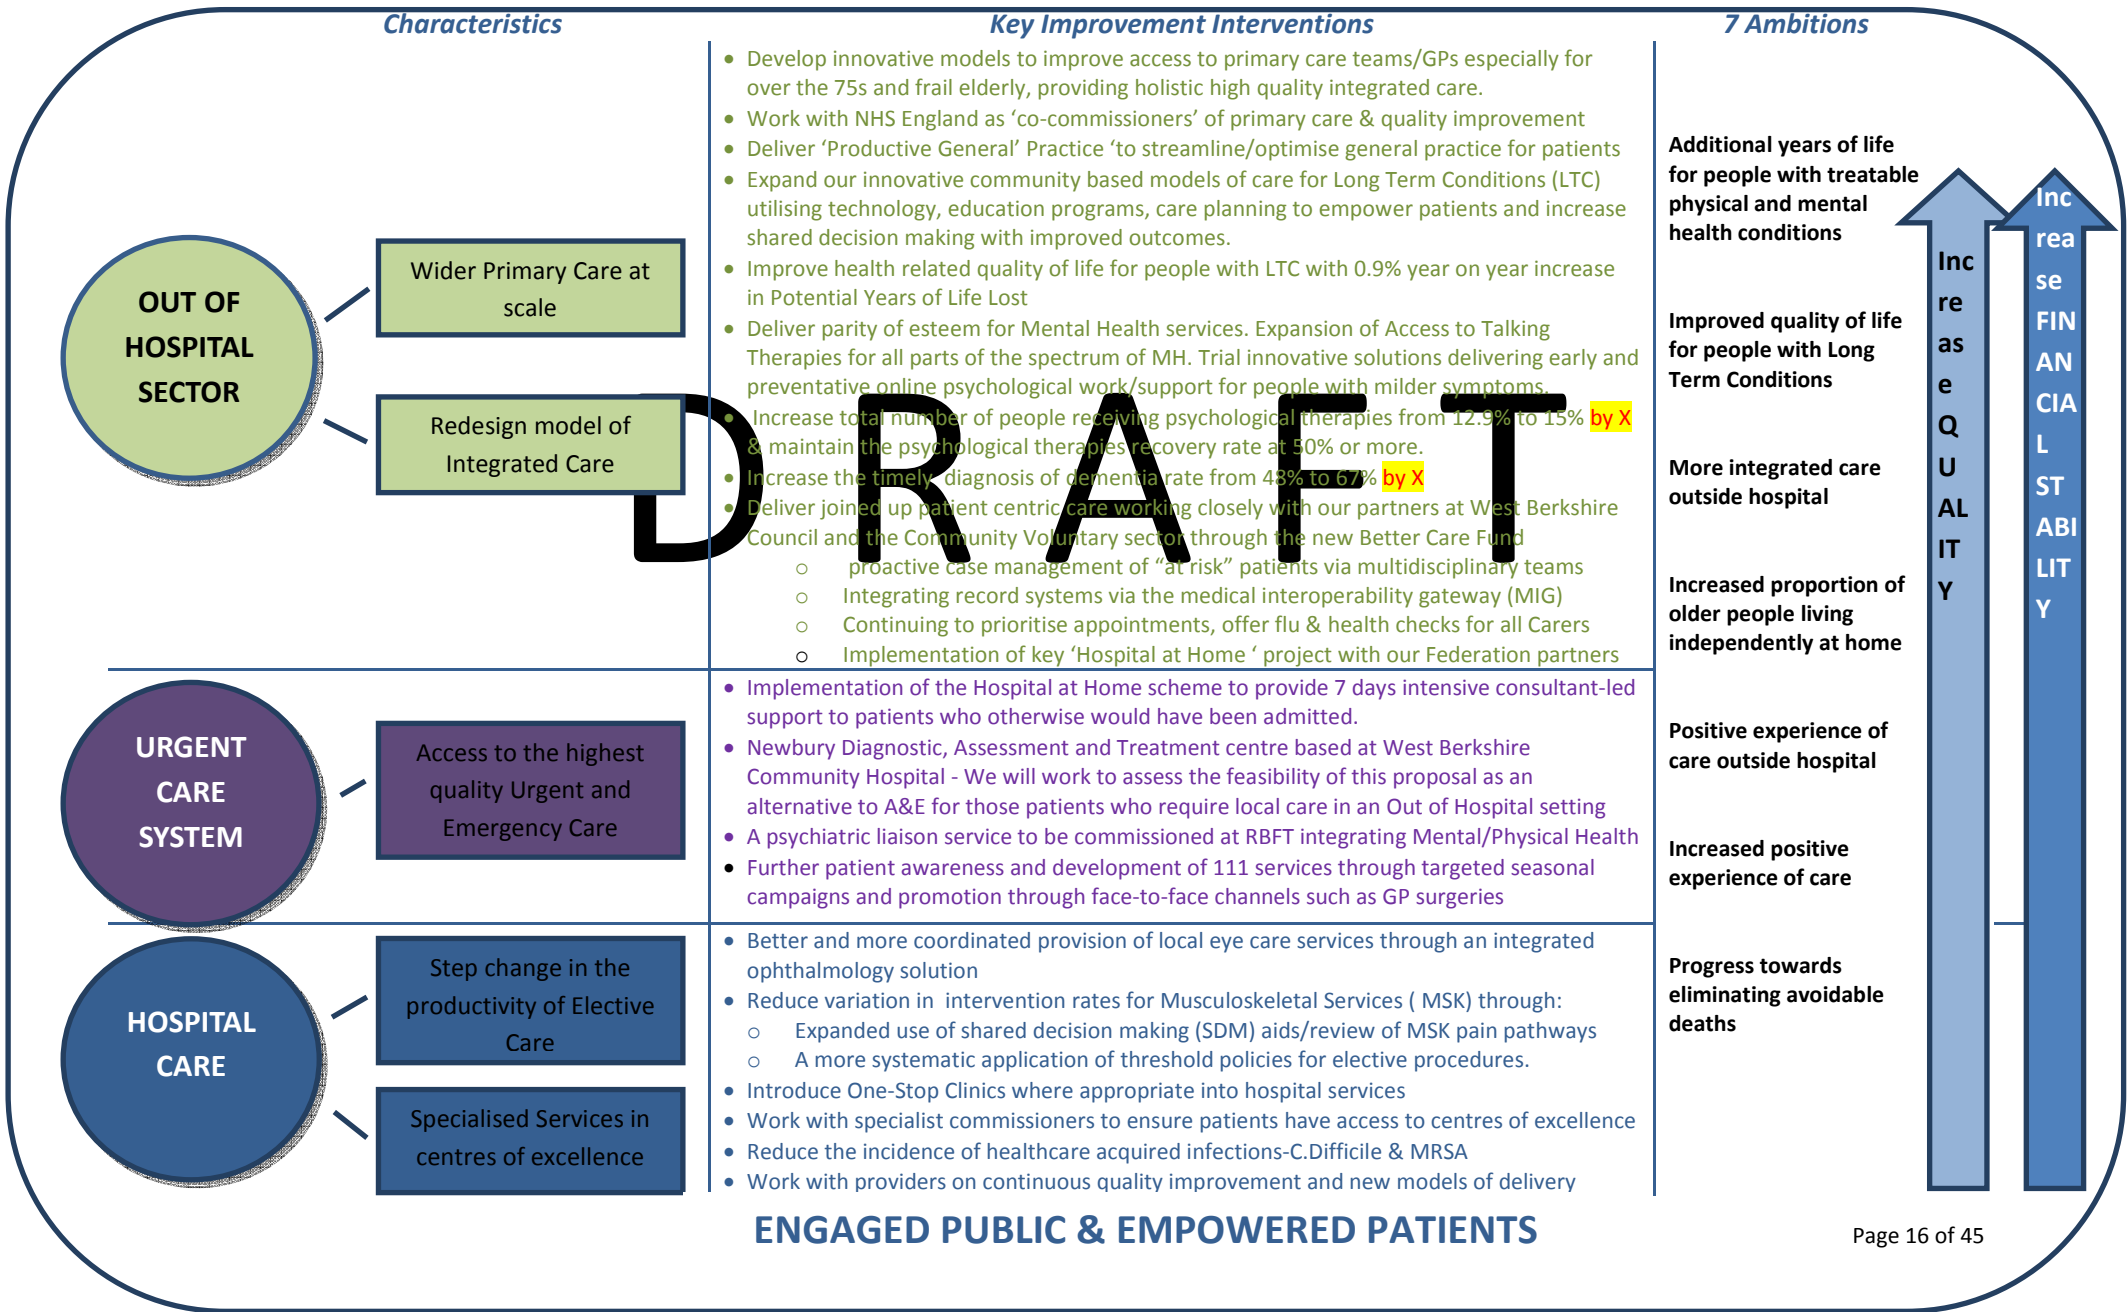 Characteristics
Key Improvement Interventions
7 Ambitions
OUT OF
HOSPITAL
SECTOR
Wider Primary Care at
scale
Redesign model of
Integrated Care
• Develop innovative models to improve access to primary care teams/GPs especially for
over the 75s and frail elderly, providing holistic high quality integrated care.
• Work with NHS England as ‘co-commissioners’ of primary care & quality improvement
• Deliver ‘Productive General’ Practice ‘to streamline/optimise general practice for patients
• Expand our innovative community based models of care for Long Term Conditions (LTC)
utilising technology, education programs, care planning to empower patients and increase
shared decision making with improved outcomes.
• Improve health related quality of life for people with LTC with 0.9% year on year increase
in Potential Years of Life Lost
• Deliver parity of esteem for Mental Health services. Expansion of Access to Talking
Therapies for all parts of the spectrum of MH. Trial innovative solutions delivering early and
preventative online psychological work/support for people with milder symptoms.
• Increase total number of people receiving psychological therapies from 12.9% to 15% by X
& maintain the psychological therapies recovery rate at 50% or more.
• Increase the timely diagnosis of dementia rate from 48% to 67% by X
• Deliver joined up patient centric care working closely with our partners at West Berkshire
Council and the Community Voluntary sector through the new Better Care Fund
o proactive case management of “at risk” patients via multidisciplinary teams
o Integrating record systems via the medical interoperability gateway (MIG)
o Continuing to prioritise appointments, offer flu & health checks for all Carers
o Implementation of key ‘Hospital at Home ‘ project with our Federation partners
DRAFT
URGENT
CARE
SYSTEM
Access to the highest
quality Urgent and
Emergency Care
• Implementation of the Hospital at Home scheme to provide 7 days intensive consultant-led
support to patients who otherwise would have been admitted.
• Newbury Diagnostic, Assessment and Treatment centre based at West Berkshire
Community Hospital - We will work to assess the feasibility of this proposal as an
alternative to A&E for those patients who require local care in an Out of Hospital setting
• A psychiatric liaison service to be commissioned at RBFT integrating Mental/Physical Health
• Further patient awareness and development of 111 services through targeted seasonal
campaigns and promotion through face-to-face channels such as GP surgeries
HOSPITAL
CARE
Step change in the
productivity of Elective
Care
Specialised Services in
centres of excellence
• Better and more coordinated provision of local eye care services through an integrated
ophthalmology solution
• Reduce variation in intervention rates for Musculoskeletal Services ( MSK) through:
o Expanded use of shared decision making (SDM) aids/review of MSK pain pathways
o A more systematic application of threshold policies for elective procedures.
• Introduce One-Stop Clinics where appropriate into hospital services
• Work with specialist commissioners to ensure patients have access to centres of excellence
• Reduce the incidence of healthcare acquired infections-C.Difficile & MRSA
• Work with providers on continuous quality improvement and new models of delivery
Additional years of life
for people with treatable
physical and mental
health conditions
Improved quality of life
for people with Long
Term Conditions
More integrated care
outside hospital
Increased proportion of
older people living
independently at home
Positive experience of
care outside hospital
Increased positive
experience of care
Progress towards
eliminating avoidable
deaths
Inc
re
as
e
Q
U
AL
IT
Y
Inc
rea
se
FIN
AN
CIA
L
ST
ABI
LIT
Y
ENGAGED PUBLIC & EMPOWERED PATIENTS
Page 16 of 45